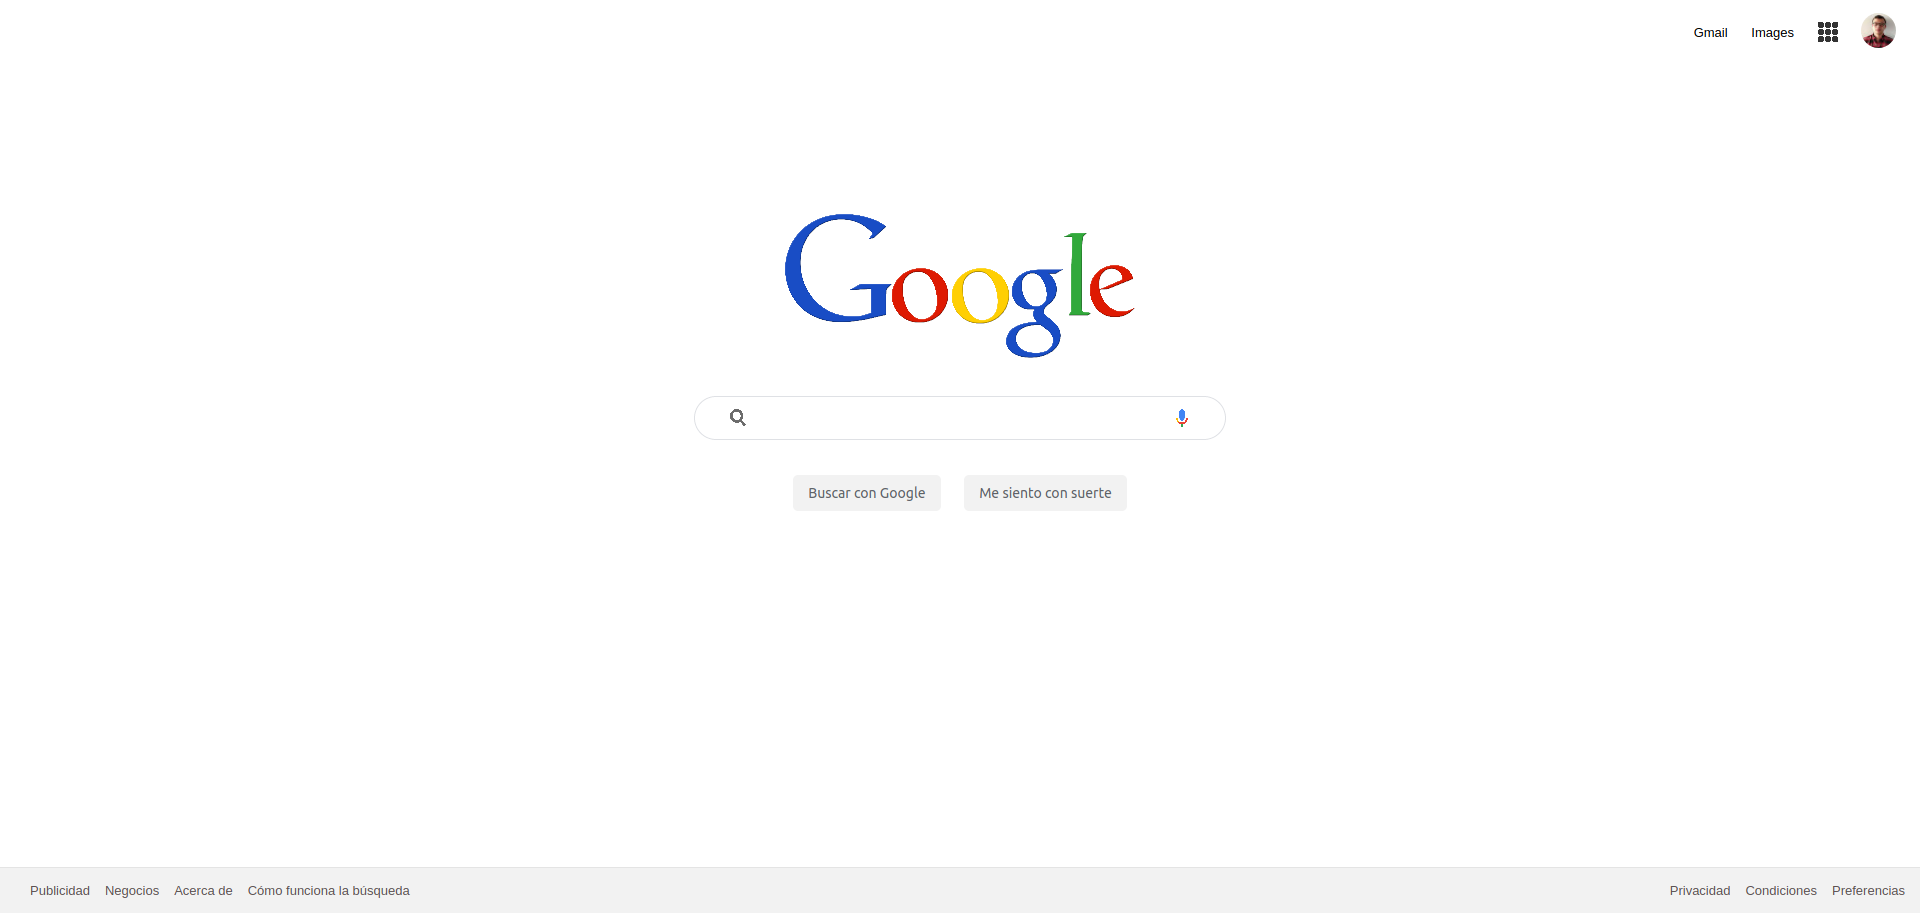 Gmail Images
Google
Buscar con Google Me siento con suerte
Publicidad Negocios Acerca de Cómo funciona la búsqueda Privacidad Condiciones Preferencias